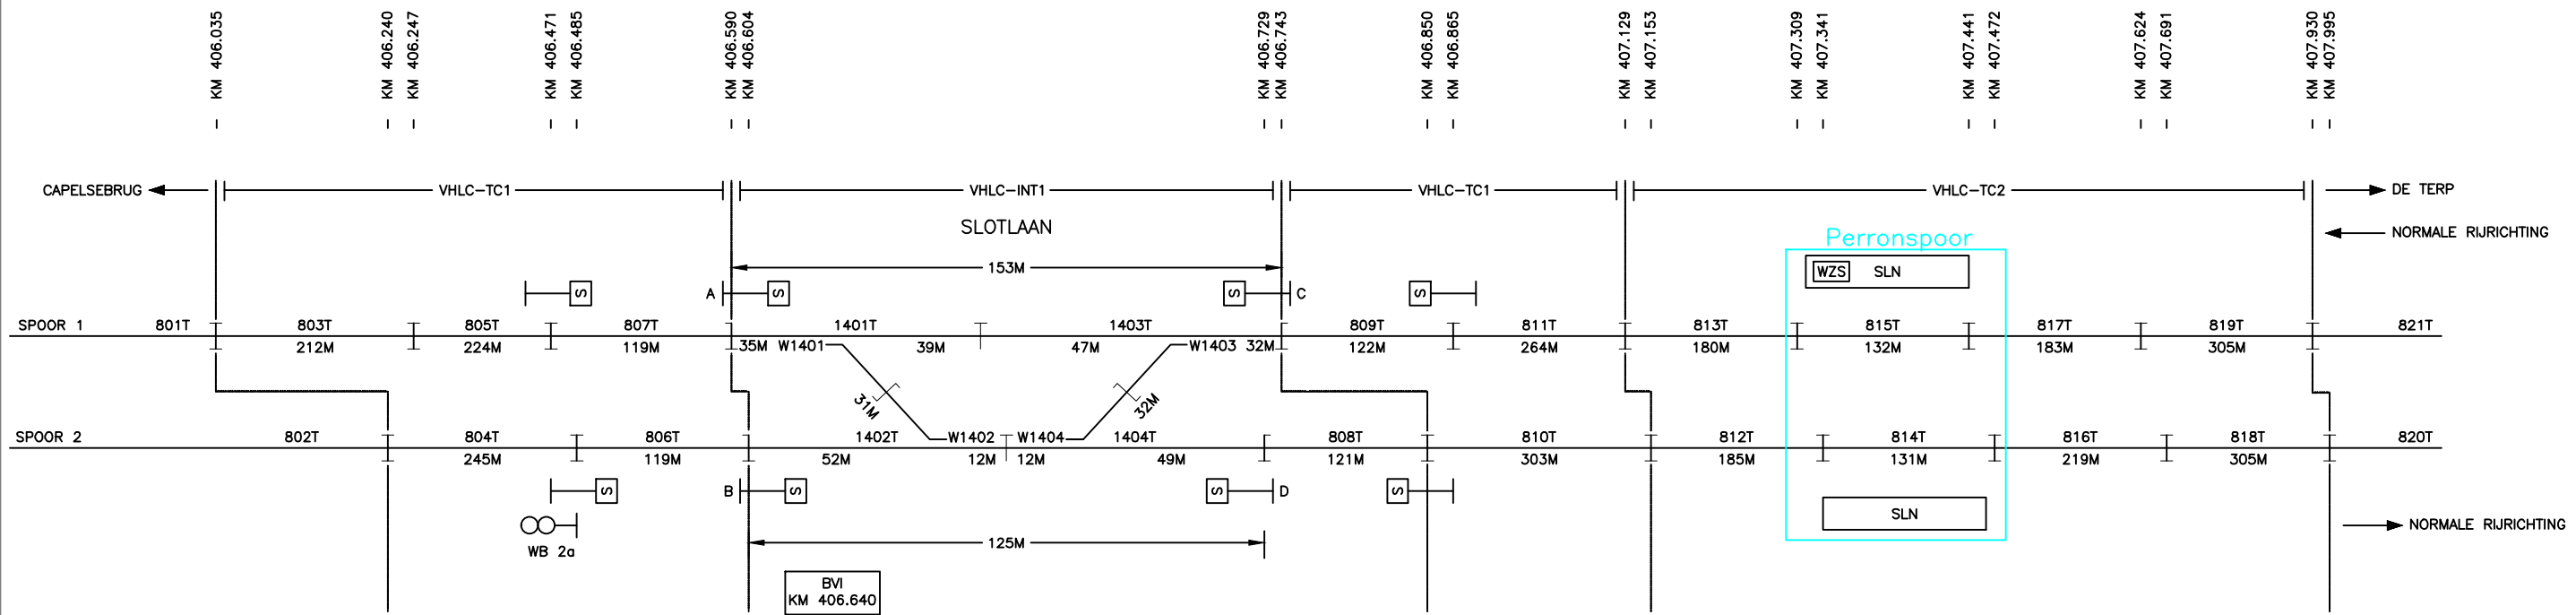 KM 406.035
KM 406.240
KM 406.247
KM 406.471
KM 406.485
KM 406.590
KM 406.604
KM 406.729
KM 406.743
KM 406.850
KM 406.865
KM 407.129
KM 407.153
KM 407.309
KM 407.341
KM 407.441
KM 407.472
KM 407.624
KM 407.691
KM 407.930
KM 407.995
CAPELSEBRUG
VHLC-TC1
VHLC-INT1
VHLC-TC1
VHLC-TC2
DE TERP
SLOTLAAN
Perronspoor
NORMALE RIJRICHTING
153M
WZS SLN
S
A
S
S
C
S
SPOOR 1
801T
803T
805T
807T
1401T
1403T
809T
811T
813T
815T
817T
819T
821T
212M
224M
119M
35M W1401
39M
47M
W1403 32M
122M
264M
180M
132M
183M
305M
31M
32M
SPOOR 2
802T
804T
806T
1402T
W1402
W1404
1404T
808T
810T
812T
814T
816T
818T
820T
245M
119M
52M
12M
12M
49M
121M
303M
185M
131M
219M
305M
S
B
S
S
D
S
SLN
WB 2a
NORMALE RIJRICHTING
125M
BVI
KM 406.640